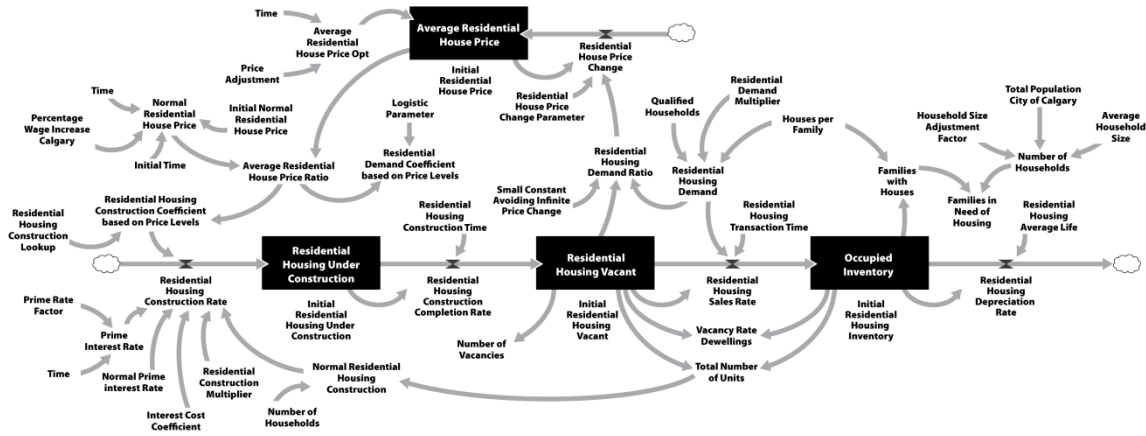 Time
Average
Residential
House Price Opt
Price
Adjustment
Average Residential
House Price
Initial
Residential
House Price
Residential
House Price
Change
Residential
House Price
Change Parameter
Time
Normal
Residential
House Price
Initial Normal
Residential
House Price
Percentage
Wage Increase
Calgary
Initial Time
Average Residential
House Price Ratio
Logistic
Parameter
Residential
Demand Coefficient
based on Price Levels
Qualified
Households
Residential
Demand
Multiplier
Houses per
Family
Total Population
City of Calgary
Household Size
Adjustment
Factor
Average
Household
Size
Number of
Households
Residential
Housing
Demand Ratio
Residential
Housing
Demand
Families
with
Houses
Families in
Need of
Housing
Small Constant
Avoiding Infinite
Price Change
Residential Housing
Construction Coefficient
based on Price Levels
Residential
Housing
Construction
Lookup
Residential
Housing
Construction Time
Residential
Housing
Transaction Time
Residential
Housing
Average Life
Residential
Housing Under
Construction
Residential
Housing Vacant
Occupied
Inventory
Residential
Housing
Construction Rate
Initial
Residential
Housing Under
Construction
Residential
Housing
Construction
Completion Rate
Initial
Residential
Housing
Vacant
Residential
Housing
Sales Rate
Initial
Residential
Housing
Inventory
Residential
Housing
Depreciation
Rate
Prime Rate
Factor
Prime
Interest Rate
Time
Normal Prime
interest Rate
Interest Cost
Coefficient
Residential
Construction
Multiplier
Number of
Households
Normal Residential
Housing
Construction
Number of
Vacancies
Vacancy Rate
Dewellings
Total Number
of Units